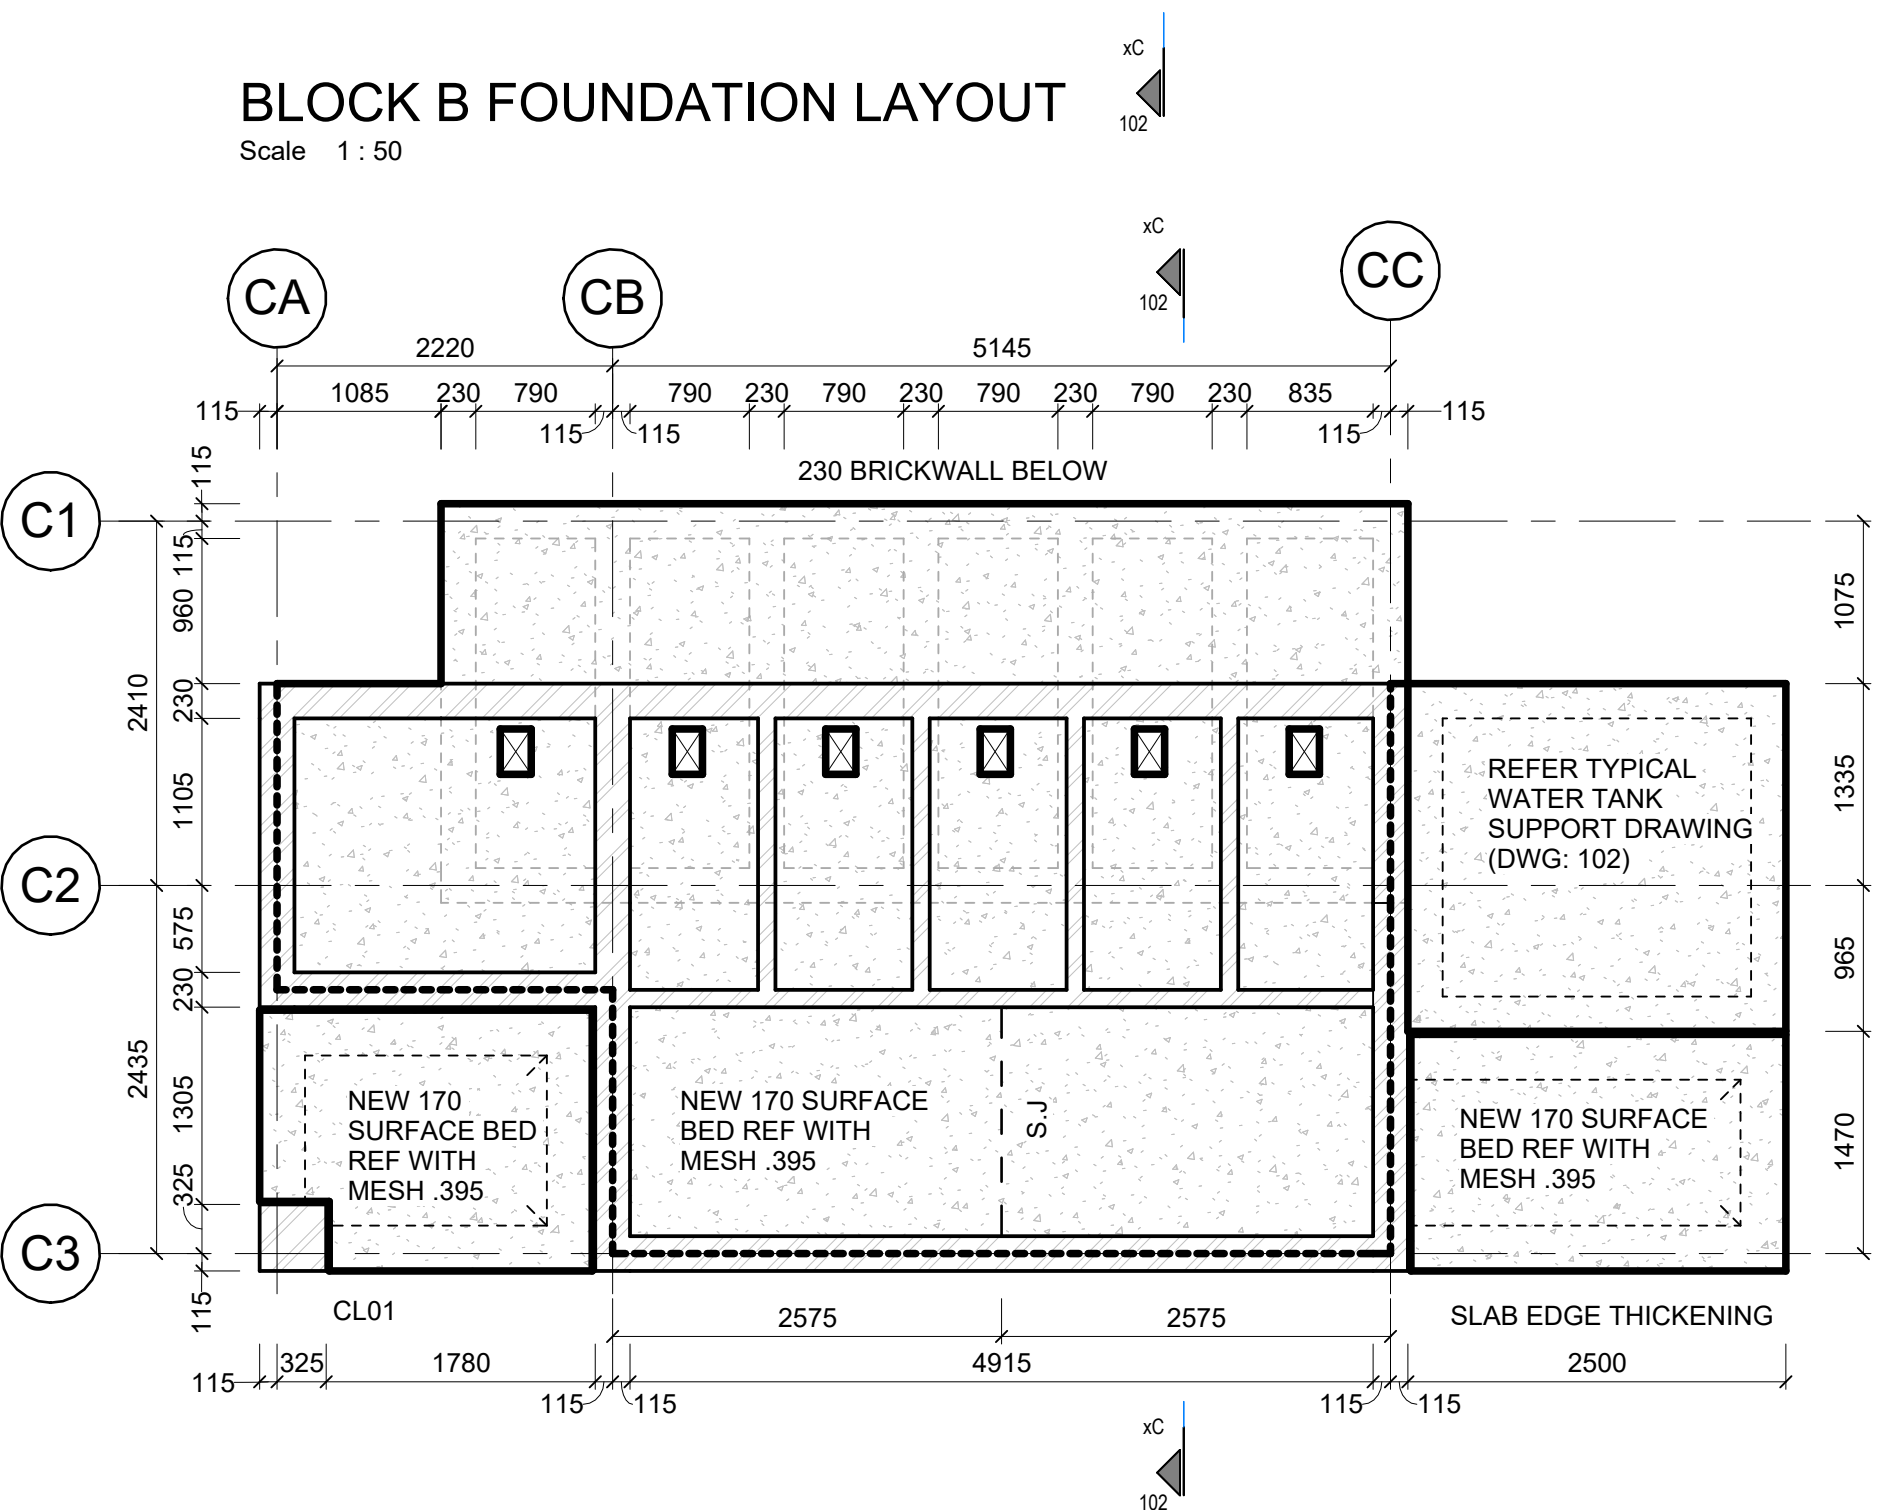 xC
BLOCK B FOUNDATION LAYOUT
102
Scale 1 : 50
xC
CA
CB
CC
102
2220
5145
1085
230
790
790
230
790
230
790
230
790
230
835
115
115
115
115
115
115
230 BRICKWALL BELOW
C1
115
960
230
1105
575
230
1305
325
115
2410
2435
C2
C3
1075
1335
965
1470
REFER TYPICAL
WATER TANK
SUPPORT DRAWING
(DWG: 102)
NEW 170
SURFACE BED
REF WITH
MESH .395
NEW 170 SURFACE
BED REF WITH
MESH .395
S.J
NEW 170 SURFACE
BED REF WITH
MESH .395
CL01
2575
2575
SLAB EDGE THICKENING
325
1780
4915
2500
115
115
115
115
115
xC
102